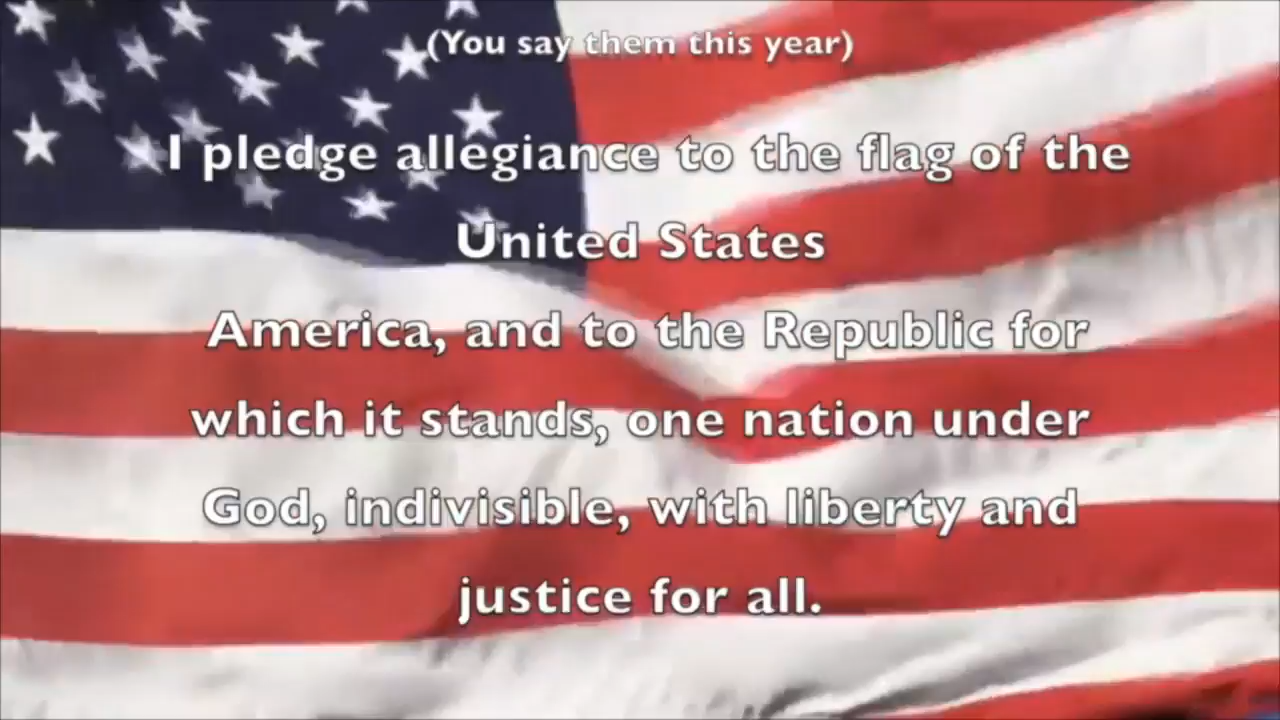 (You say them this year)
I pledge allegiance to the flag of the
United States
America, and to the Republic for
which it stands, one nation under
God, indivisible, with liberty and
justice for all.